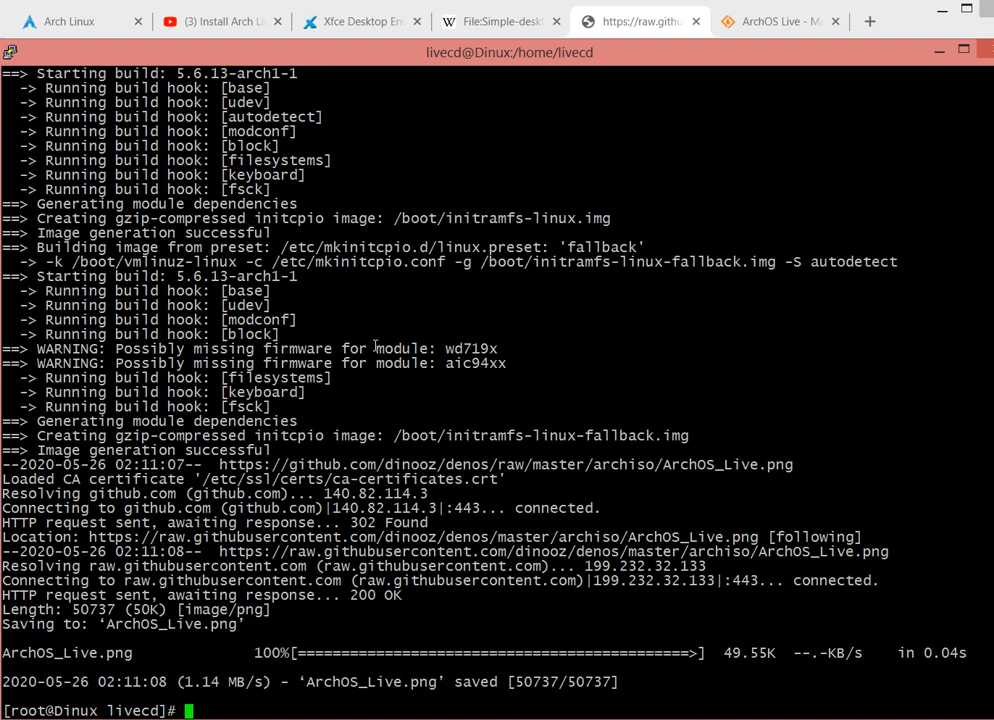 Arch Linux
(3) Install Arch Li
Xfce Desktop En
File:Simple-desk
https://raw.githu
ArchOS Live - Ma
livecd@Dinux:/home/livecd
==> Starting build: 5.6.13-arch1-1
-> Running build hook: [base]
-> Running build hook: [udev]
-> Running build hook: [autodetect]
-> Running build hook: [modconf]
-> Running build hook: [block]
-> Running build hook: [filesystems]
-> Running build hook: [keyboard]
-> Running build hook: [fsck]
==> Generating module dependencies
==> Creating gzip-compressed initcpio image: /boot/initramfs-linux.img
==> Image generation successful
==> Building image from preset: /etc/mkinitcpio.d/linux.preset: 'fallback'
-> -k /boot/vmlinuz-linux -c /etc/mkinitcpio.conf -g /boot/initramfs-linux-fallback.img -S autodetect
==> Starting build: 5.6.13-arch1-1
-> Running build hook: [base]
-> Running build hook: [udev]
-> Running build hook: [modconf]
-> Running build hook: [block]
==> WARNING: Possibly missing firmware for module: wd719x
==> WARNING: Possibly missing firmware for module: aic94xx
-> Running build hook: [filesystems]
-> Running build hook: [keyboard]
-> Running build hook: [fsck]
==> Generating module dependencies
==> Creating gzip-compressed initcpio image: /boot/initramfs-linux-fallback.img
==> Image generation successful
--2020-05-26 02:11:07--  https://github.com/dinooz/denos/raw/master/archiso/ArchOS_Live.png
Loaded CA certificate '/etc/ssl/certs/ca-certificates.crt'
Resolving github.com (github.com)... 140.82.114.3
Connecting to github.com (github.com)|140.82.114.3|:443... connected.
HTTP request sent, awaiting response... 302 Found
Location: https://raw.githubusercontent.com/dinooz/denos/master/archiso/ArchOS_Live.png [following]
--2020-05-26 02:11:08--  https://raw.githubusercontent.com/dinooz/denos/master/archiso/ArchOS_Live.png
Resolving raw.githubusercontent.com (raw.githubusercontent.com)... 199.232.32.133
Connecting to raw.githubusercontent.com (raw.githubusercontent.com)|199.232.32.133|:443... connected.
HTTP request sent, awaiting response... 200 OK
Length: 50737 (50K) [image/png]
Saving to: ‘ArchOS_Live.png’
ArchOS_Live.png 100%[=============================================>] 49.55K --.-KB/s in 0.04s
2020-05-26 02:11:08 (1.14 MB/s) - ‘ArchOS_Live.png’ saved [50737/50737]
[root@Dinux livecd]#